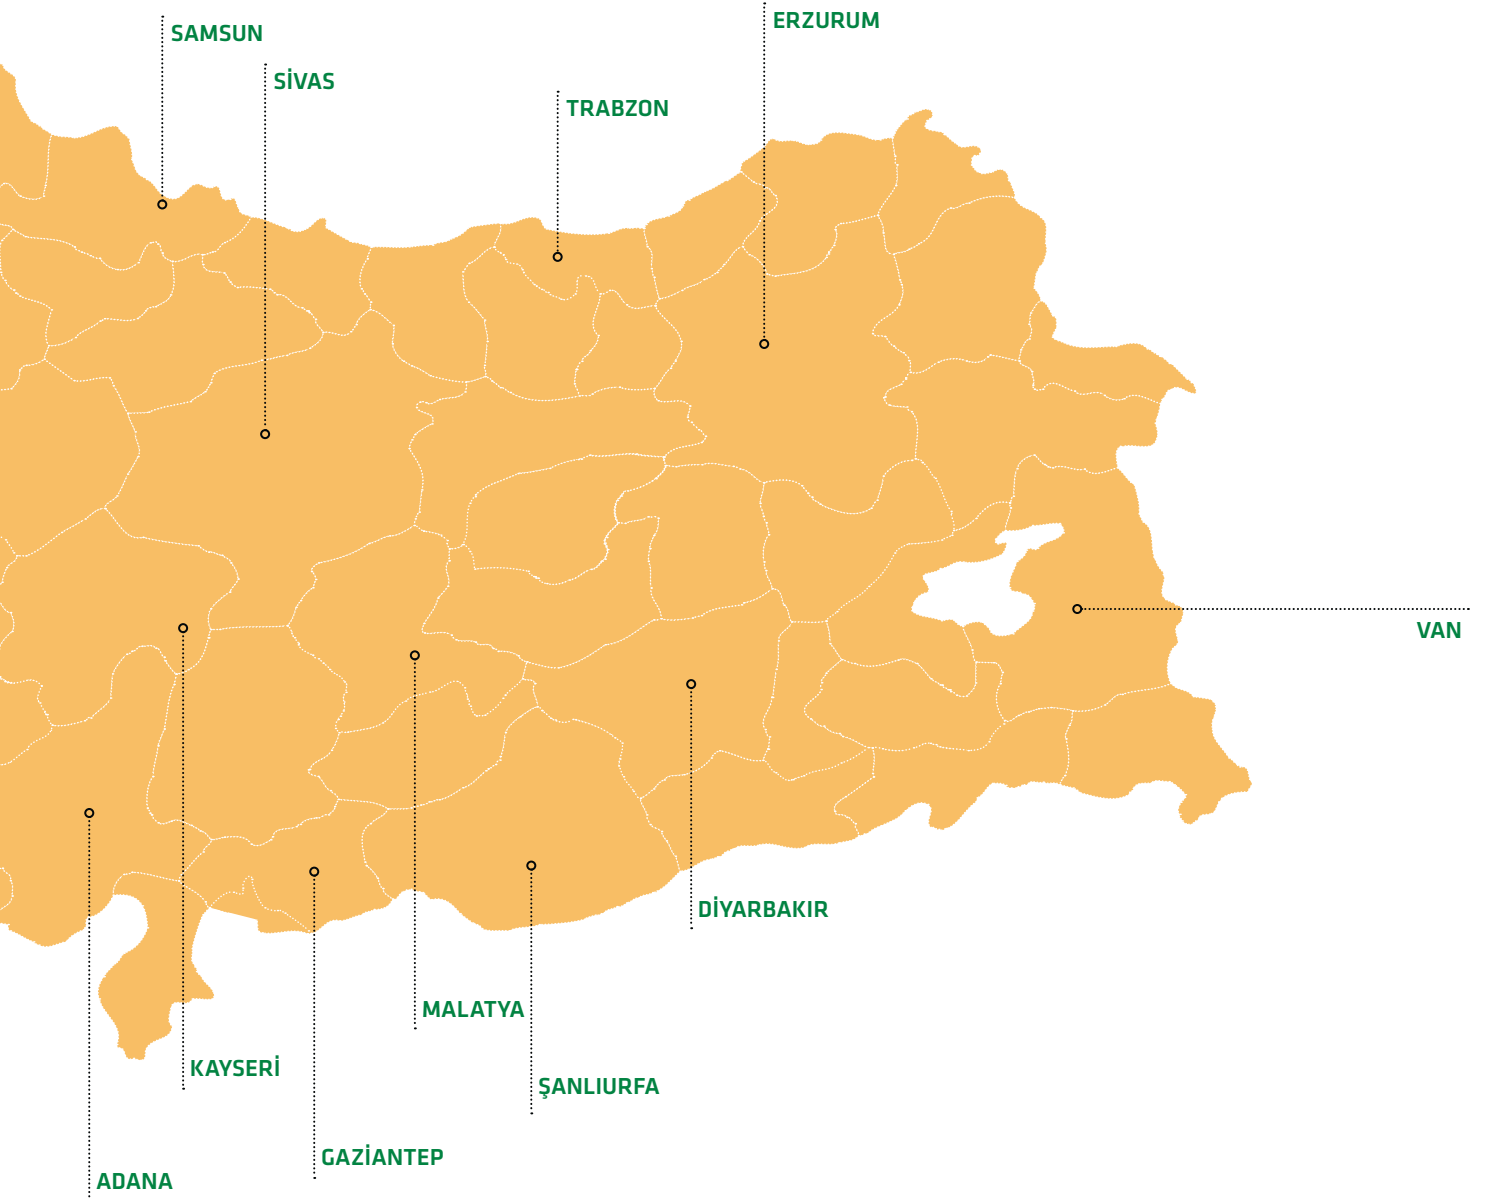 ERZURUM
SAMSUN
SİVAS
TRABZON
VAN
DİYARBAKIR
MALATYA
KAYSERİ
ŞANLIURFA
GAZİANTEP
ADANA